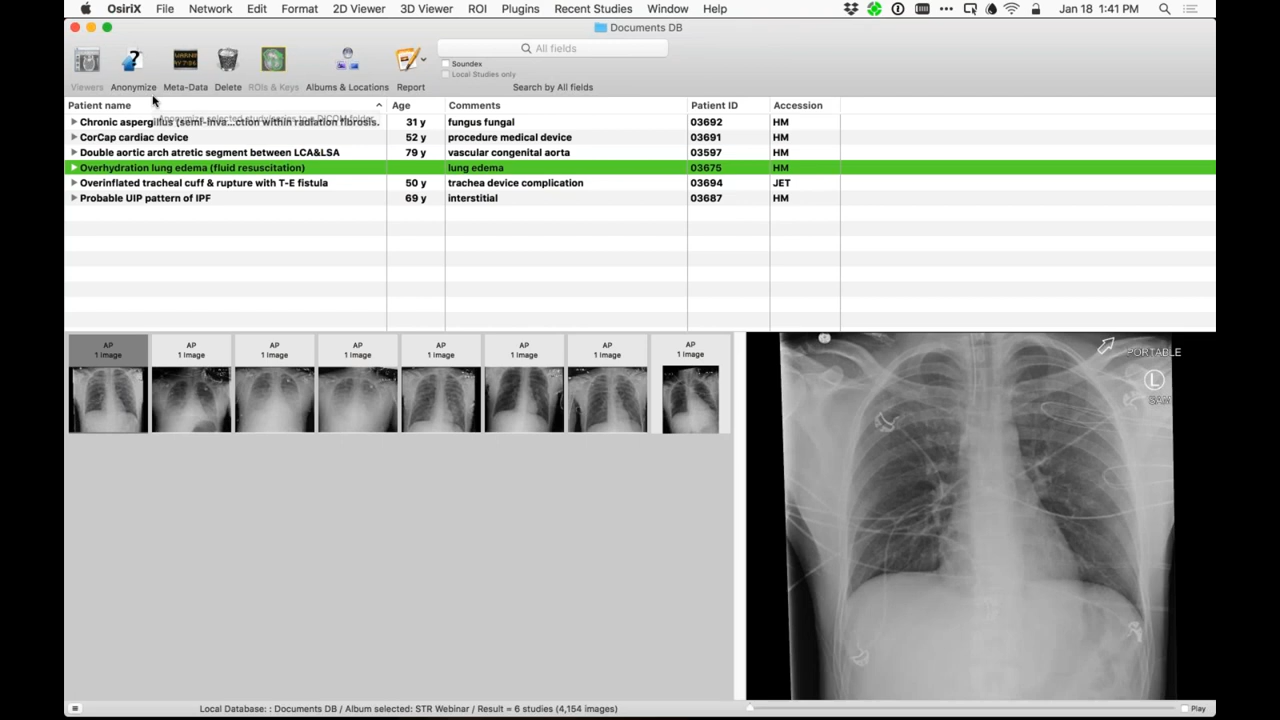 OsiriX File Network Edit Format 2D Viewer 3D Viewer ROI Plugins Recent Studies Window Help Jan 18 1:41 PM
Documents DB
All fields
Soundex
Local Studies only
Viewers Anonymize Meta-Data Delete ROIs & Keys Albums & Locations Report Search by All fields
Patient name Age Comments Patient ID Accession
Chronic aspergillus (semi-inva...ction within radiation fibrosis. 31 y fungus fungal 03692 HM
CorCap cardiac device 52 y procedure medical device 03691 HM
Double aortic arch atretic segment between LCA&LSA 79 y vascular congenital aorta 03597 HM
Overhydration lung edema (fluid resuscitation) lung edema 03675 HM
Overinflated tracheal cuff & rupture with T-E fistula 50 y trachea device complication 03694 JET
Probable UIP pattern of IPF 69 y interstitial 03687 HM
AP AP AP AP AP AP AP AP
1 Image 1 Image 1 Image 1 Image 1 Image 1 Image 1 Image 1 Image
PORTABLE
L
SAM
Local Database: : Documents DB / Album selected: STR Webinar / Result = 6 studies (4,154 images) Play